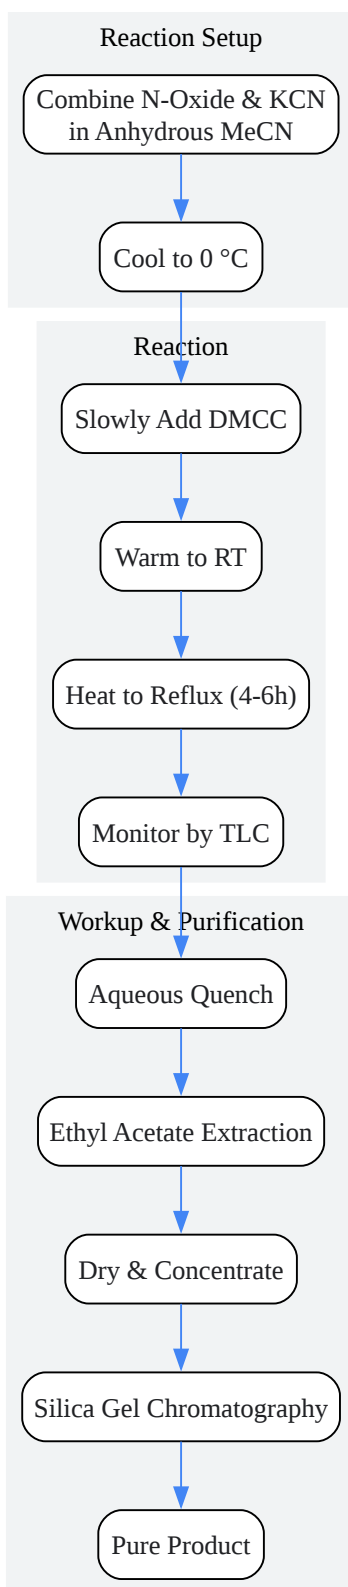 Reaction Setup
Combine N-Oxide & KCN
in Anhydrous MeCN
Cool to 0 °C
Reaction
Slowly Add DMCC
Warm to RT
Heat to Reflux (4-6h)
Monitor by TLC
Workup & Purification
Aqueous Quench
Ethyl Acetate Extraction
Dry & Concentrate
Silica Gel Chromatography
Pure Product